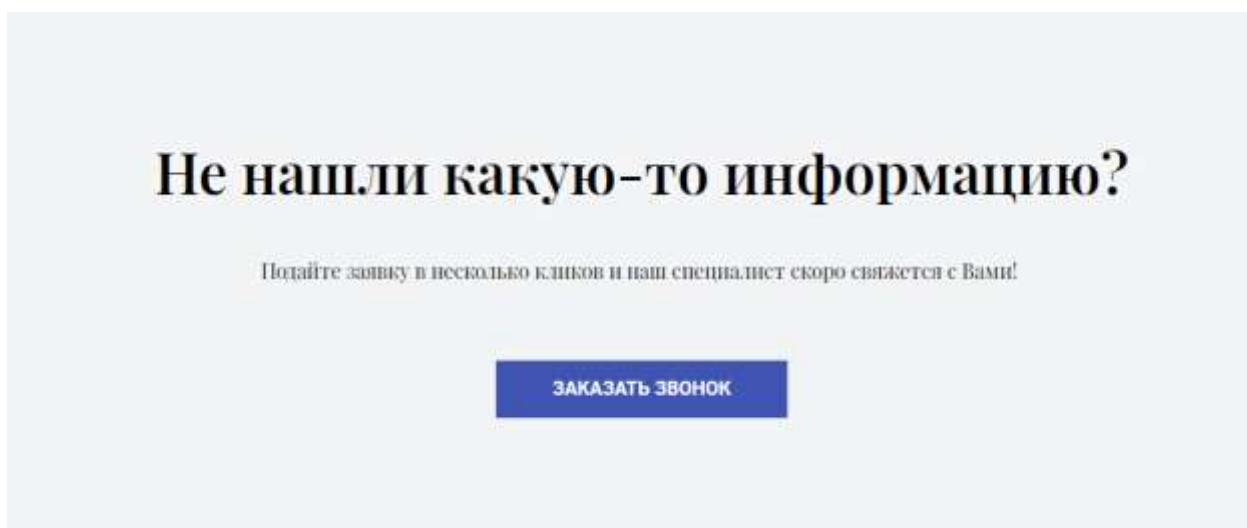 Не нашли какую-то информацию?
Подайте заявку в несколько кликов и наш специалист скоро свяжется с Вами!
ЗАКАЗАТЬ ЗВОНОК